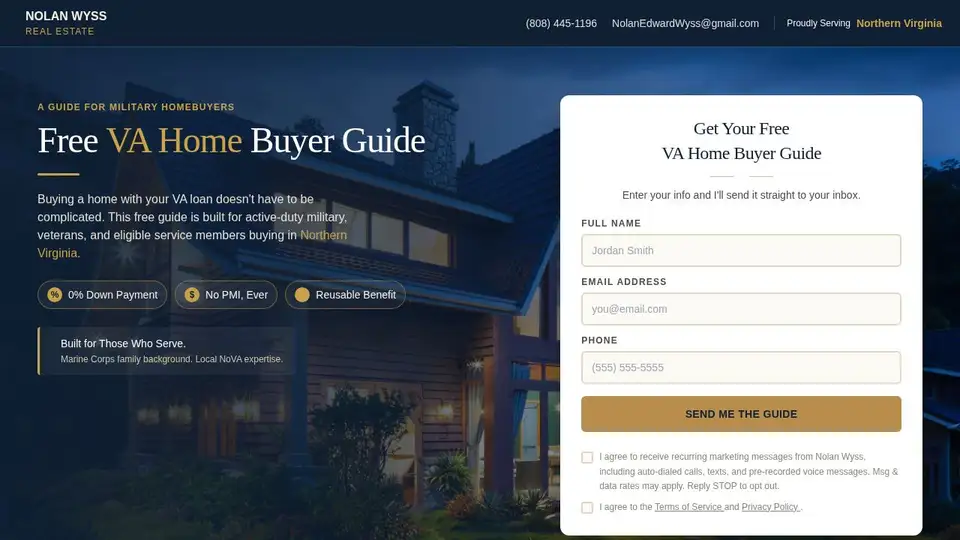 NOLAN WYSS
REAL ESTATE
(808) 445-1196 NolanEdwardWyss@gmail.com Proudly Serving Northern Virginia
A GUIDE FOR MILITARY HOMEBUYERS
Free VA Home Buyer Guide
Buying a home with your VA loan doesn't have to be
complicated. This free guide is built for active-duty military,
veterans, and eligible service members buying in Northern
Virginia.
% 0% Down Payment $ No PMI, Ever Reusable Benefit
Built for Those Who Serve.
Marine Corps family background. Local NoVA expertise.
Get Your Free
VA Home Buyer Guide
Enter your info and I'll send it straight to your inbox.
FULL NAME
Jordan Smith
EMAIL ADDRESS
you@email.com
PHONE
(555) 555-5555
SEND ME THE GUIDE
I agree to receive recurring marketing messages from Nolan Wyss,
including auto-dialed calls, texts, and pre-recorded voice messages. Msg &
data rates may apply. Reply STOP to opt out.
I agree to the Terms of Service and Privacy Policy .